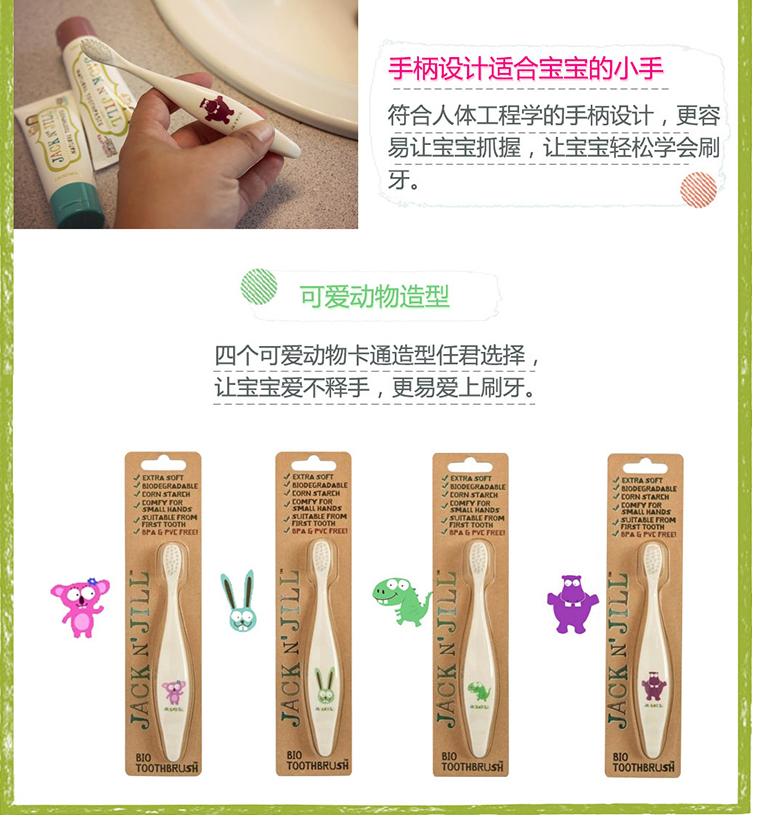 JACK N' JILL
JACK N' JILL
手柄设计适合宝宝的小手
符合人体工程学的手柄设计，更容
易让宝宝抓握，让宝宝轻松学会刷
牙。
可爱动物造型
四个可爱动物卡通造型任君选择，
让宝宝爱不释手，更易爱上刷牙。
EXTRA SOFT
BIODEGRADABLE
CORN STARCH
COMFY FOR
SMALL HANDS
SUITABLE FROM
FIRST TOOTH
BPA & PVC FREE!
JACK N' JILL™
BIO
TOOTHBRUSH
EXTRA SOFT
BIODEGRADABLE
CORN STARCH
COMFY FOR
SMALL HANDS
SUITABLE FROM
FIRST TOOTH
BPA & PVC FREE!
JACK N' JILL™
BIO
TOOTHBRUSH
EXTRA SOFT
BIODEGRADABLE
CORN STARCH
COMFY FOR
SMALL HANDS
SUITABLE FROM
FIRST TOOTH
BPA & PVC FREE!
JACK N' JILL™
BIO
TOOTHBRUSH
EXTRA SOFT
BIODEGRADABLE
CORN STARCH
COMFY FOR
SMALL HANDS
SUITABLE FROM
FIRST TOOTH
BPA & PVC FREE!
JACK N' JILL™
BIO
TOOTHBRUSH